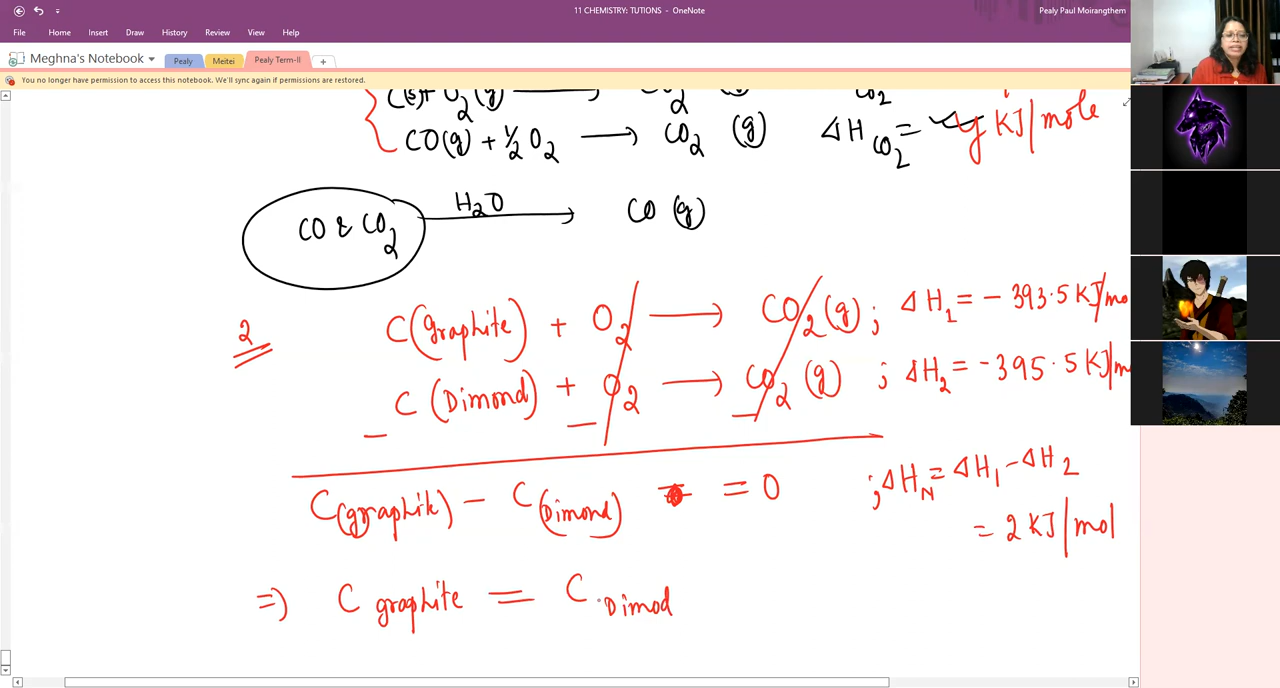 11 CHEMISTRY: TUTIONS - OneNote
Pealy Paul Moirangthem
File Home Insert Draw History Review View Help
Meghna's Notebook Pealy Meitei Pealy Term-II
You no longer have permission to access this notebook. We'll sync again if permissions are restored.
C(s) + O2(g) → CO2 (g) CO2
CO(g) + 1/2 O2 → CO2 (g) ΔH CO2 = y KJ/mole
CO & CO2 H2O → CO (g)
2 C(graphite) + O2 → CO2(g) ; ΔH1 = - 393.5 KJ/mo
C (Dimond) + O2 → CO2 (g) ; ΔH2 = -395.5 KJ/m
− − −
C(graphite) − C(Dimond) = 0 ; ΔHN = ΔH1 − ΔH2
= 2 KJ/mol
⇒ C graphite = C Dimod